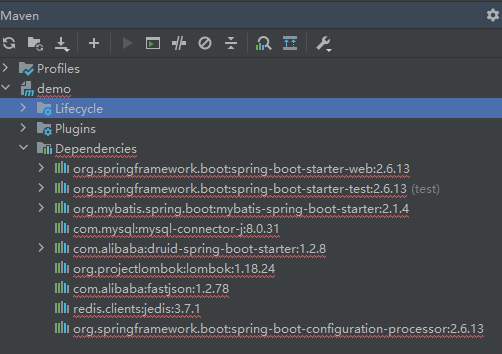 Maven
Profiles
demo
Lifecycle
Plugins
Dependencies
org.springframework.boot:spring-boot-starter-web:2.6.13
org.springframework.boot:spring-boot-starter-test:2.6.13 (test)
org.mybatis.spring.boot:mybatis-spring-boot-starter:2.1.4
com.mysql:mysql-connector-j:8.0.31
com.alibaba:druid-spring-boot-starter:1.2.8
org.projectlombok:lombok:1.18.24
com.alibaba:fastjson:1.2.78
redis.clients:jedis:3.7.1
org.springframework.boot:spring-boot-configuration-processor:2.6.13